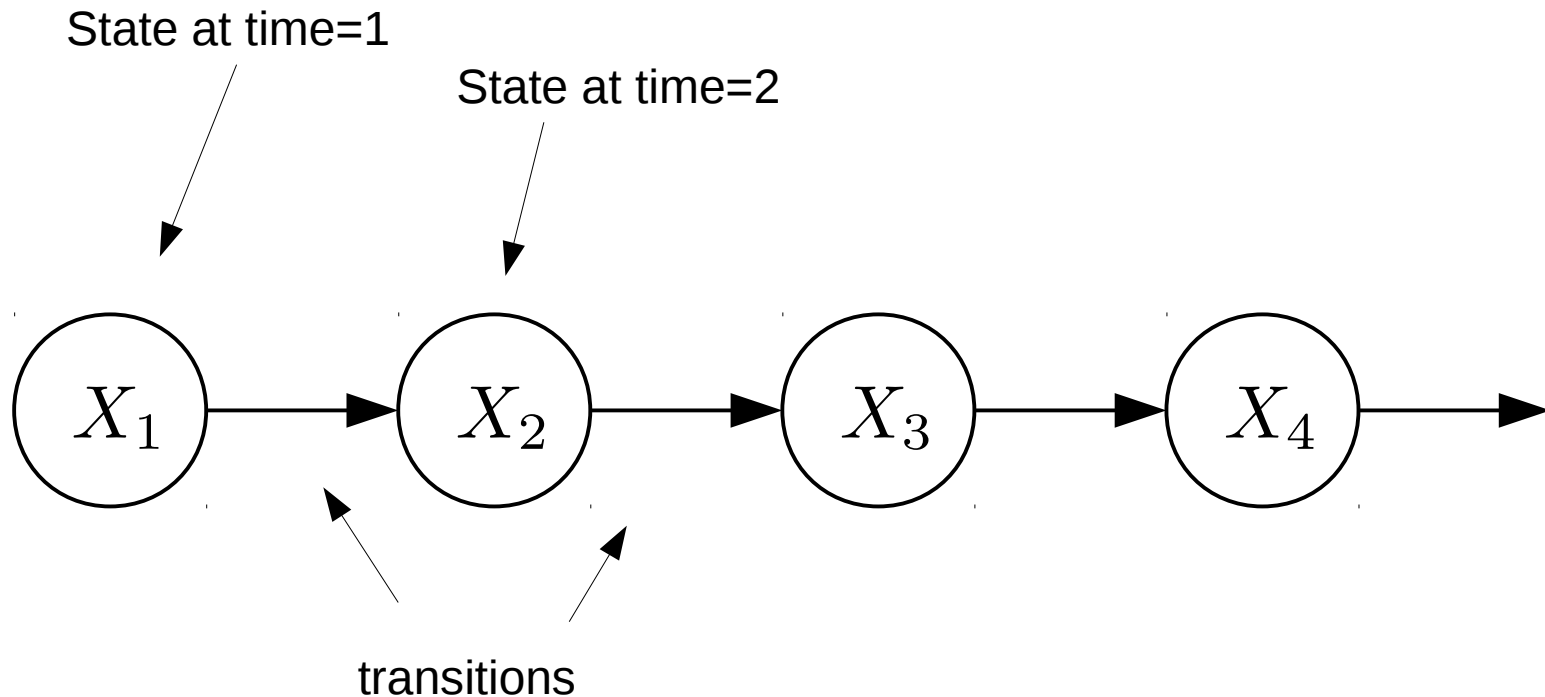 State at time=1
State at time=2
X₁ X₂ X₃ X₄
transitions